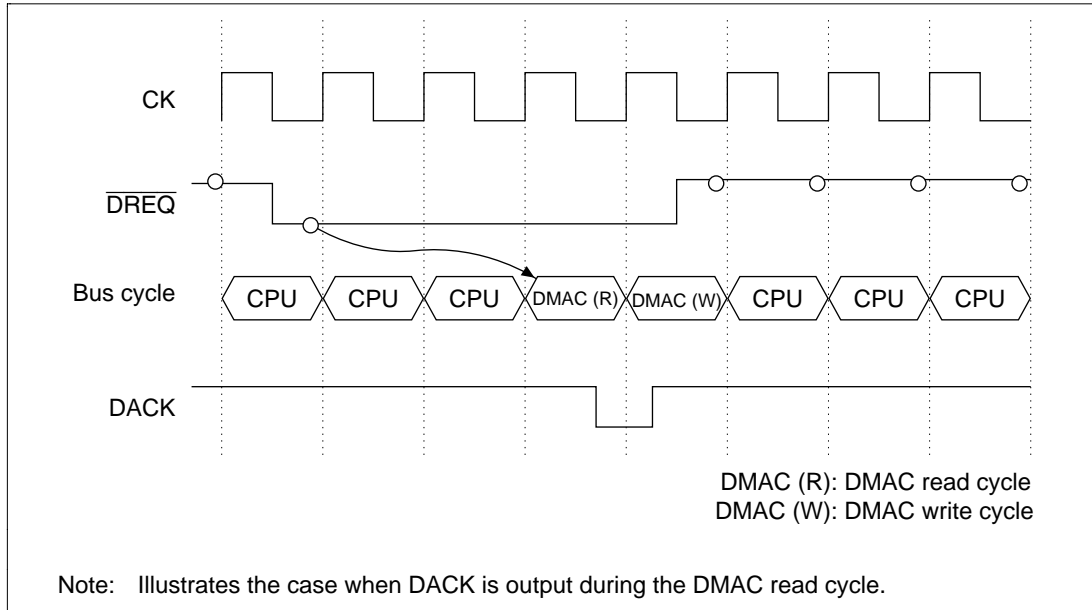 CK
DREQ
Bus cycle CPU CPU CPU DMAC (R) DMAC (W) CPU CPU CPU
DACK
DMAC (R): DMAC read cycle
DMAC (W): DMAC write cycle
Note: Illustrates the case when DACK is output during the DMAC read cycle.